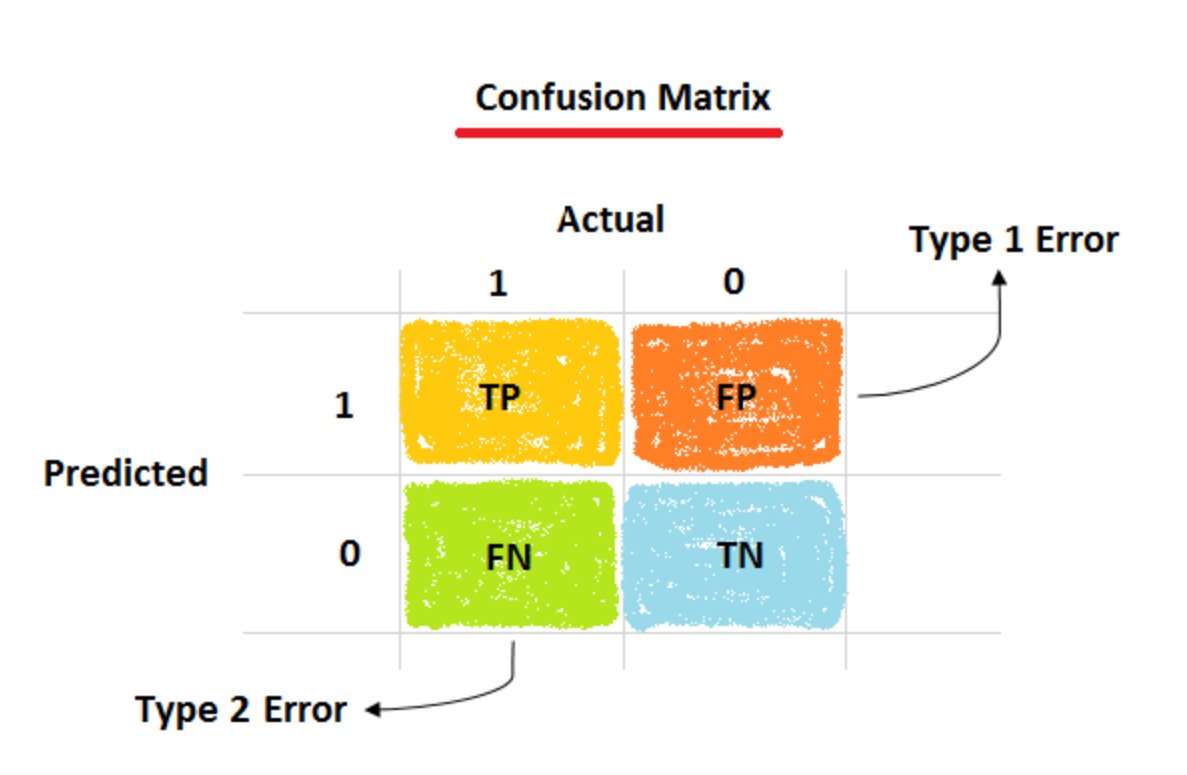 Confusion Matrix
Actual
Type 1 Error
1 0
1 TP FP
Predicted
0 FN TN
Type 2 Error